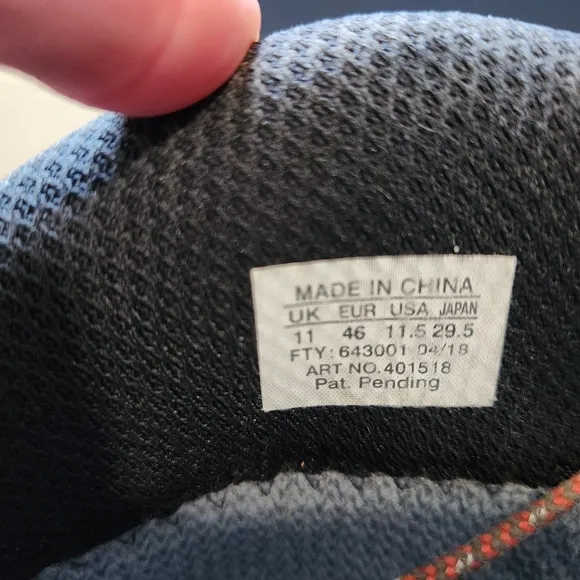 MADE IN CHINA
UK EUR USA JAPAN
11 46 11.5 29.5
FTY: 643001 04/18
ART NO. 401518
Pat. Pending